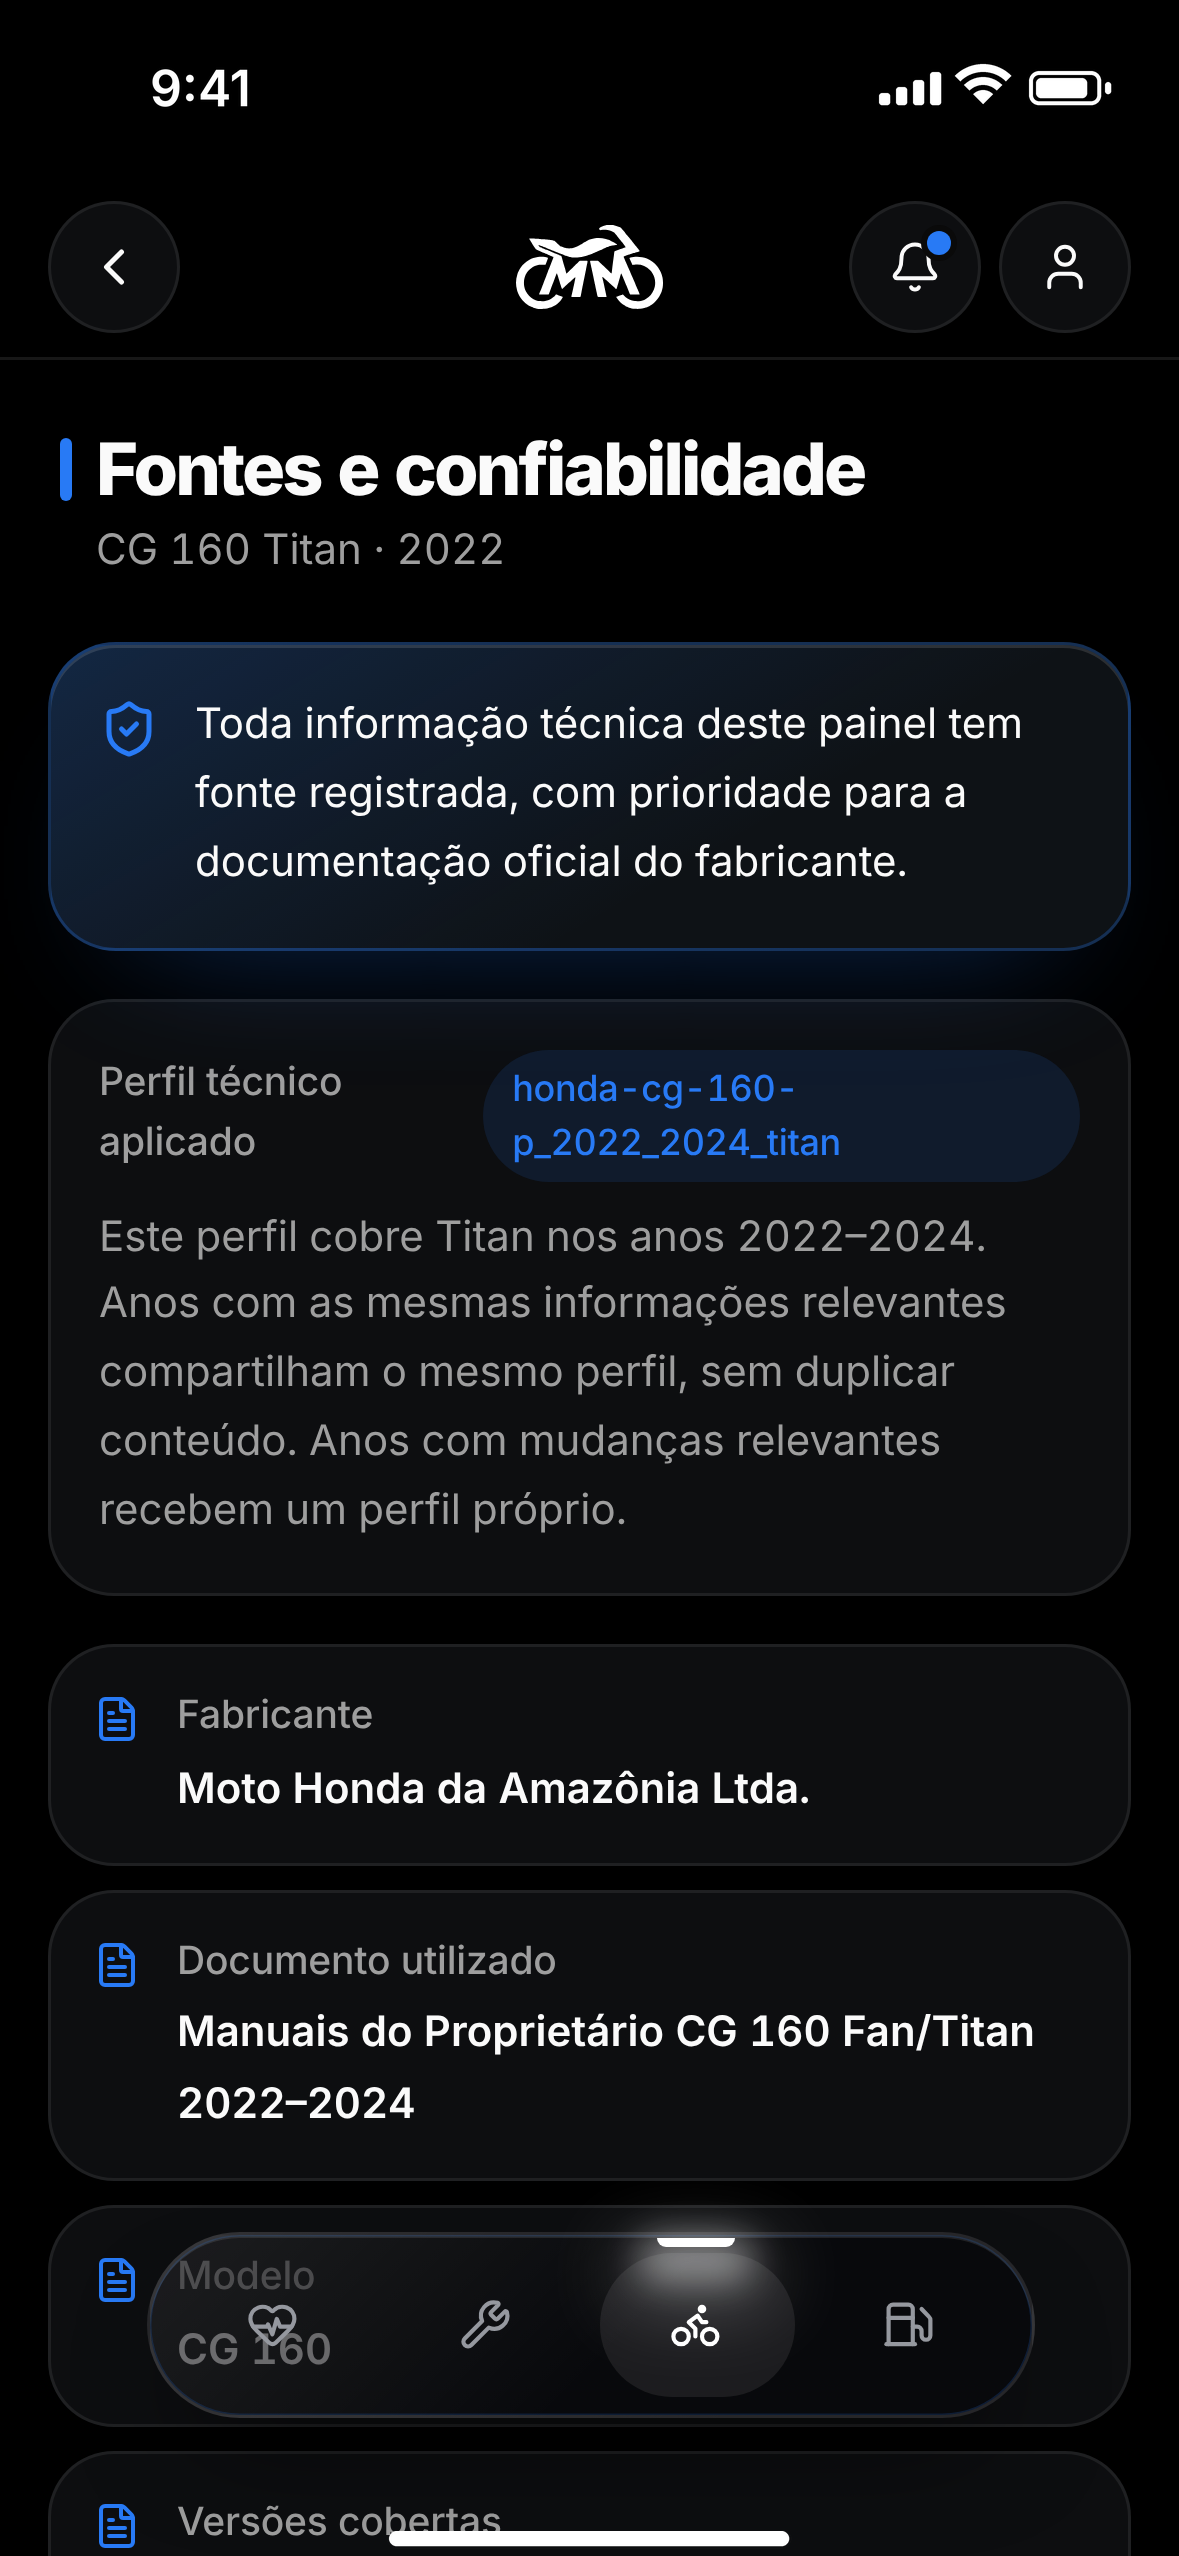 9:41
MM
Fontes e confiabilidade
CG 160 Titan · 2022
Toda informação técnica deste painel tem
fonte registrada, com prioridade para a
documentação oficial do fabricante.
Perfil técnico
aplicado
honda-cg-160-
p_2022_2024_titan
Este perfil cobre Titan nos anos 2022–2024.
Anos com as mesmas informações relevantes
compartilham o mesmo perfil, sem duplicar
conteúdo. Anos com mudanças relevantes
recebem um perfil próprio.
Fabricante
Moto Honda da Amazônia Ltda.
Documento utilizado
Manuais do Proprietário CG 160 Fan/Titan
2022–2024
Modelo
CG 160
Versões cobertas